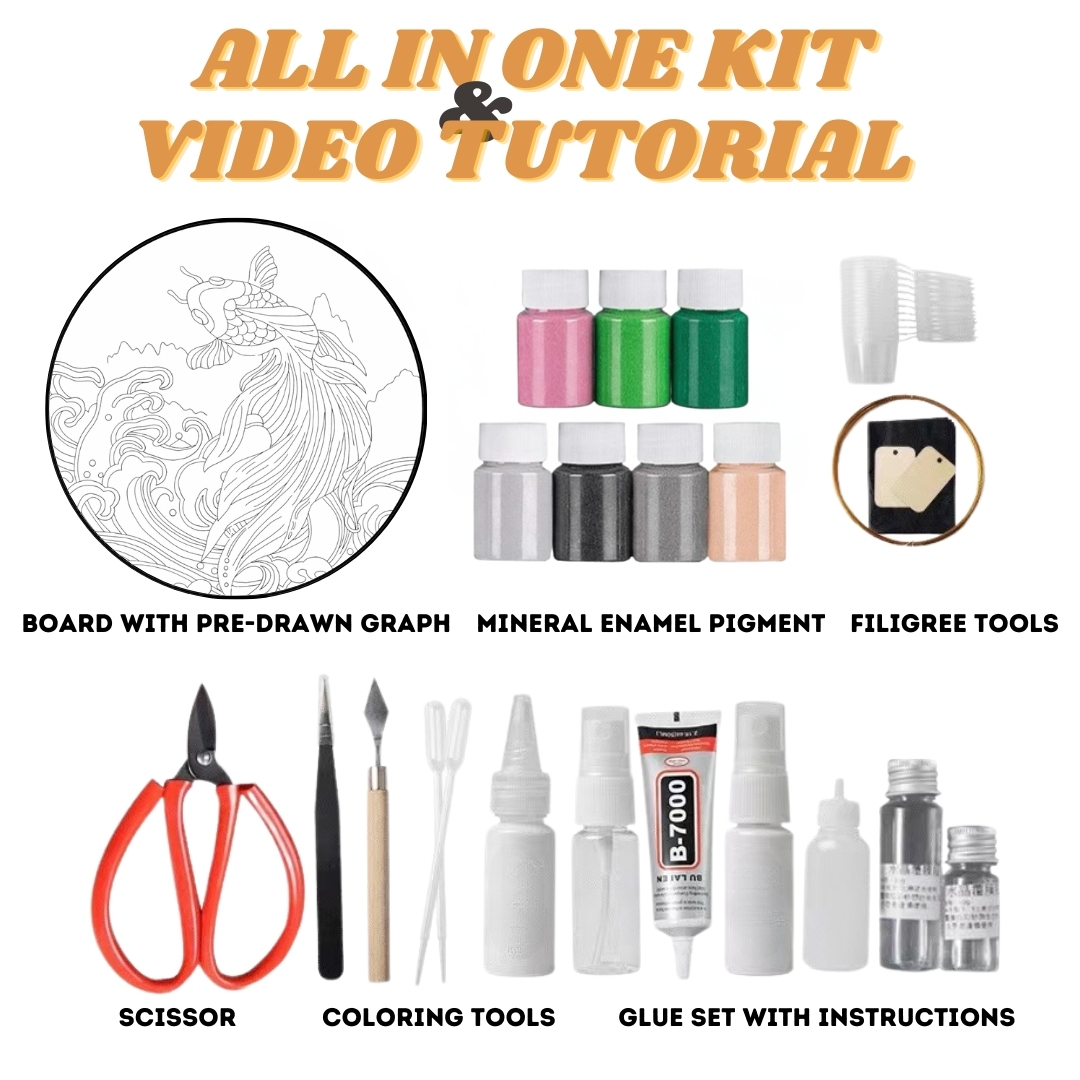 ALL IN ONE KIT
&
VIDEO TUTORIAL
BOARD WITH PRE-DRAWN GRAPH
MINERAL ENAMEL PIGMENT
FILIGREE TOOLS
B-7000
SCISSOR
COLORING TOOLS
GLUE SET WITH INSTRUCTIONS